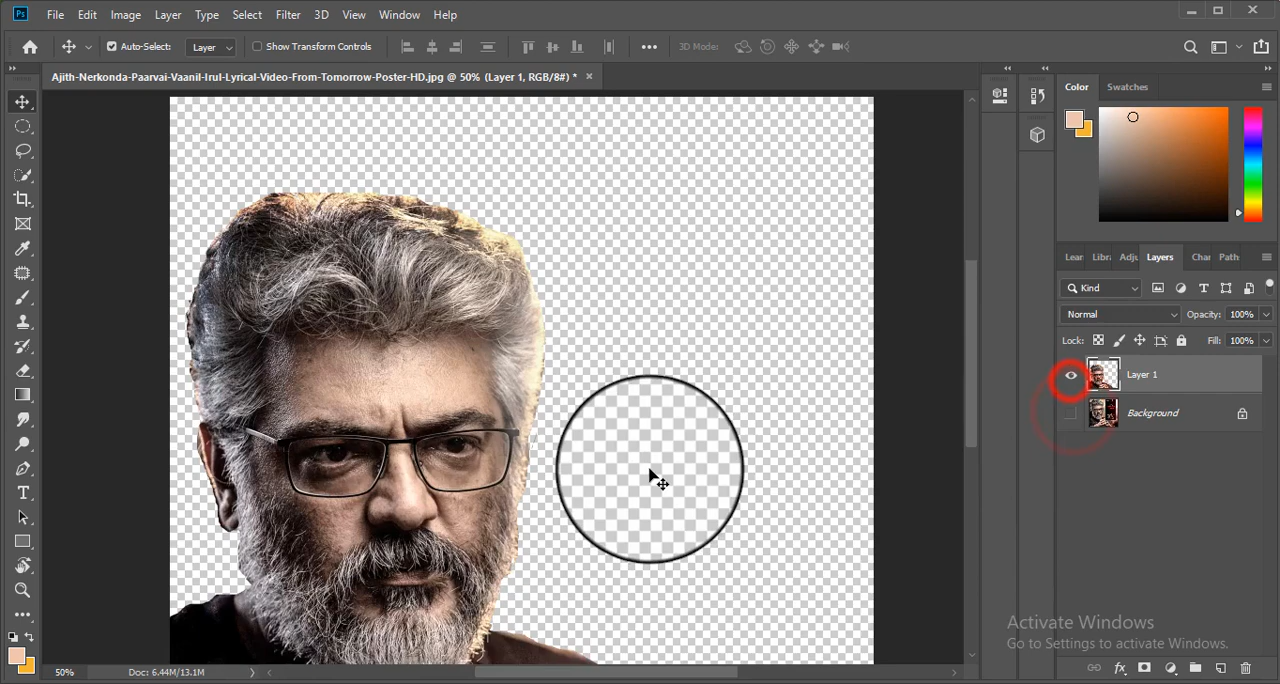 Ps File Edit Image Layer Type Select Filter 3D View Window Help
Auto-Select: Layer Show Transform Controls 3D Mode:
Ajith-Nerkonda-Paarvai-Vaanil-Irul-Lyrical-Video-From-Tomorrow-Poster-HD.jpg @ 50% (Layer 1, RGB/8#) *
Color Swatches
Lear Libra Adju Layers Char Path
Kind
Normal Opacity: 100%
Lock: Fill: 100%
Layer 1
Background
Activate Windows
Go to Settings to activate Windows.
50% Doc: 6.44M/13.1M